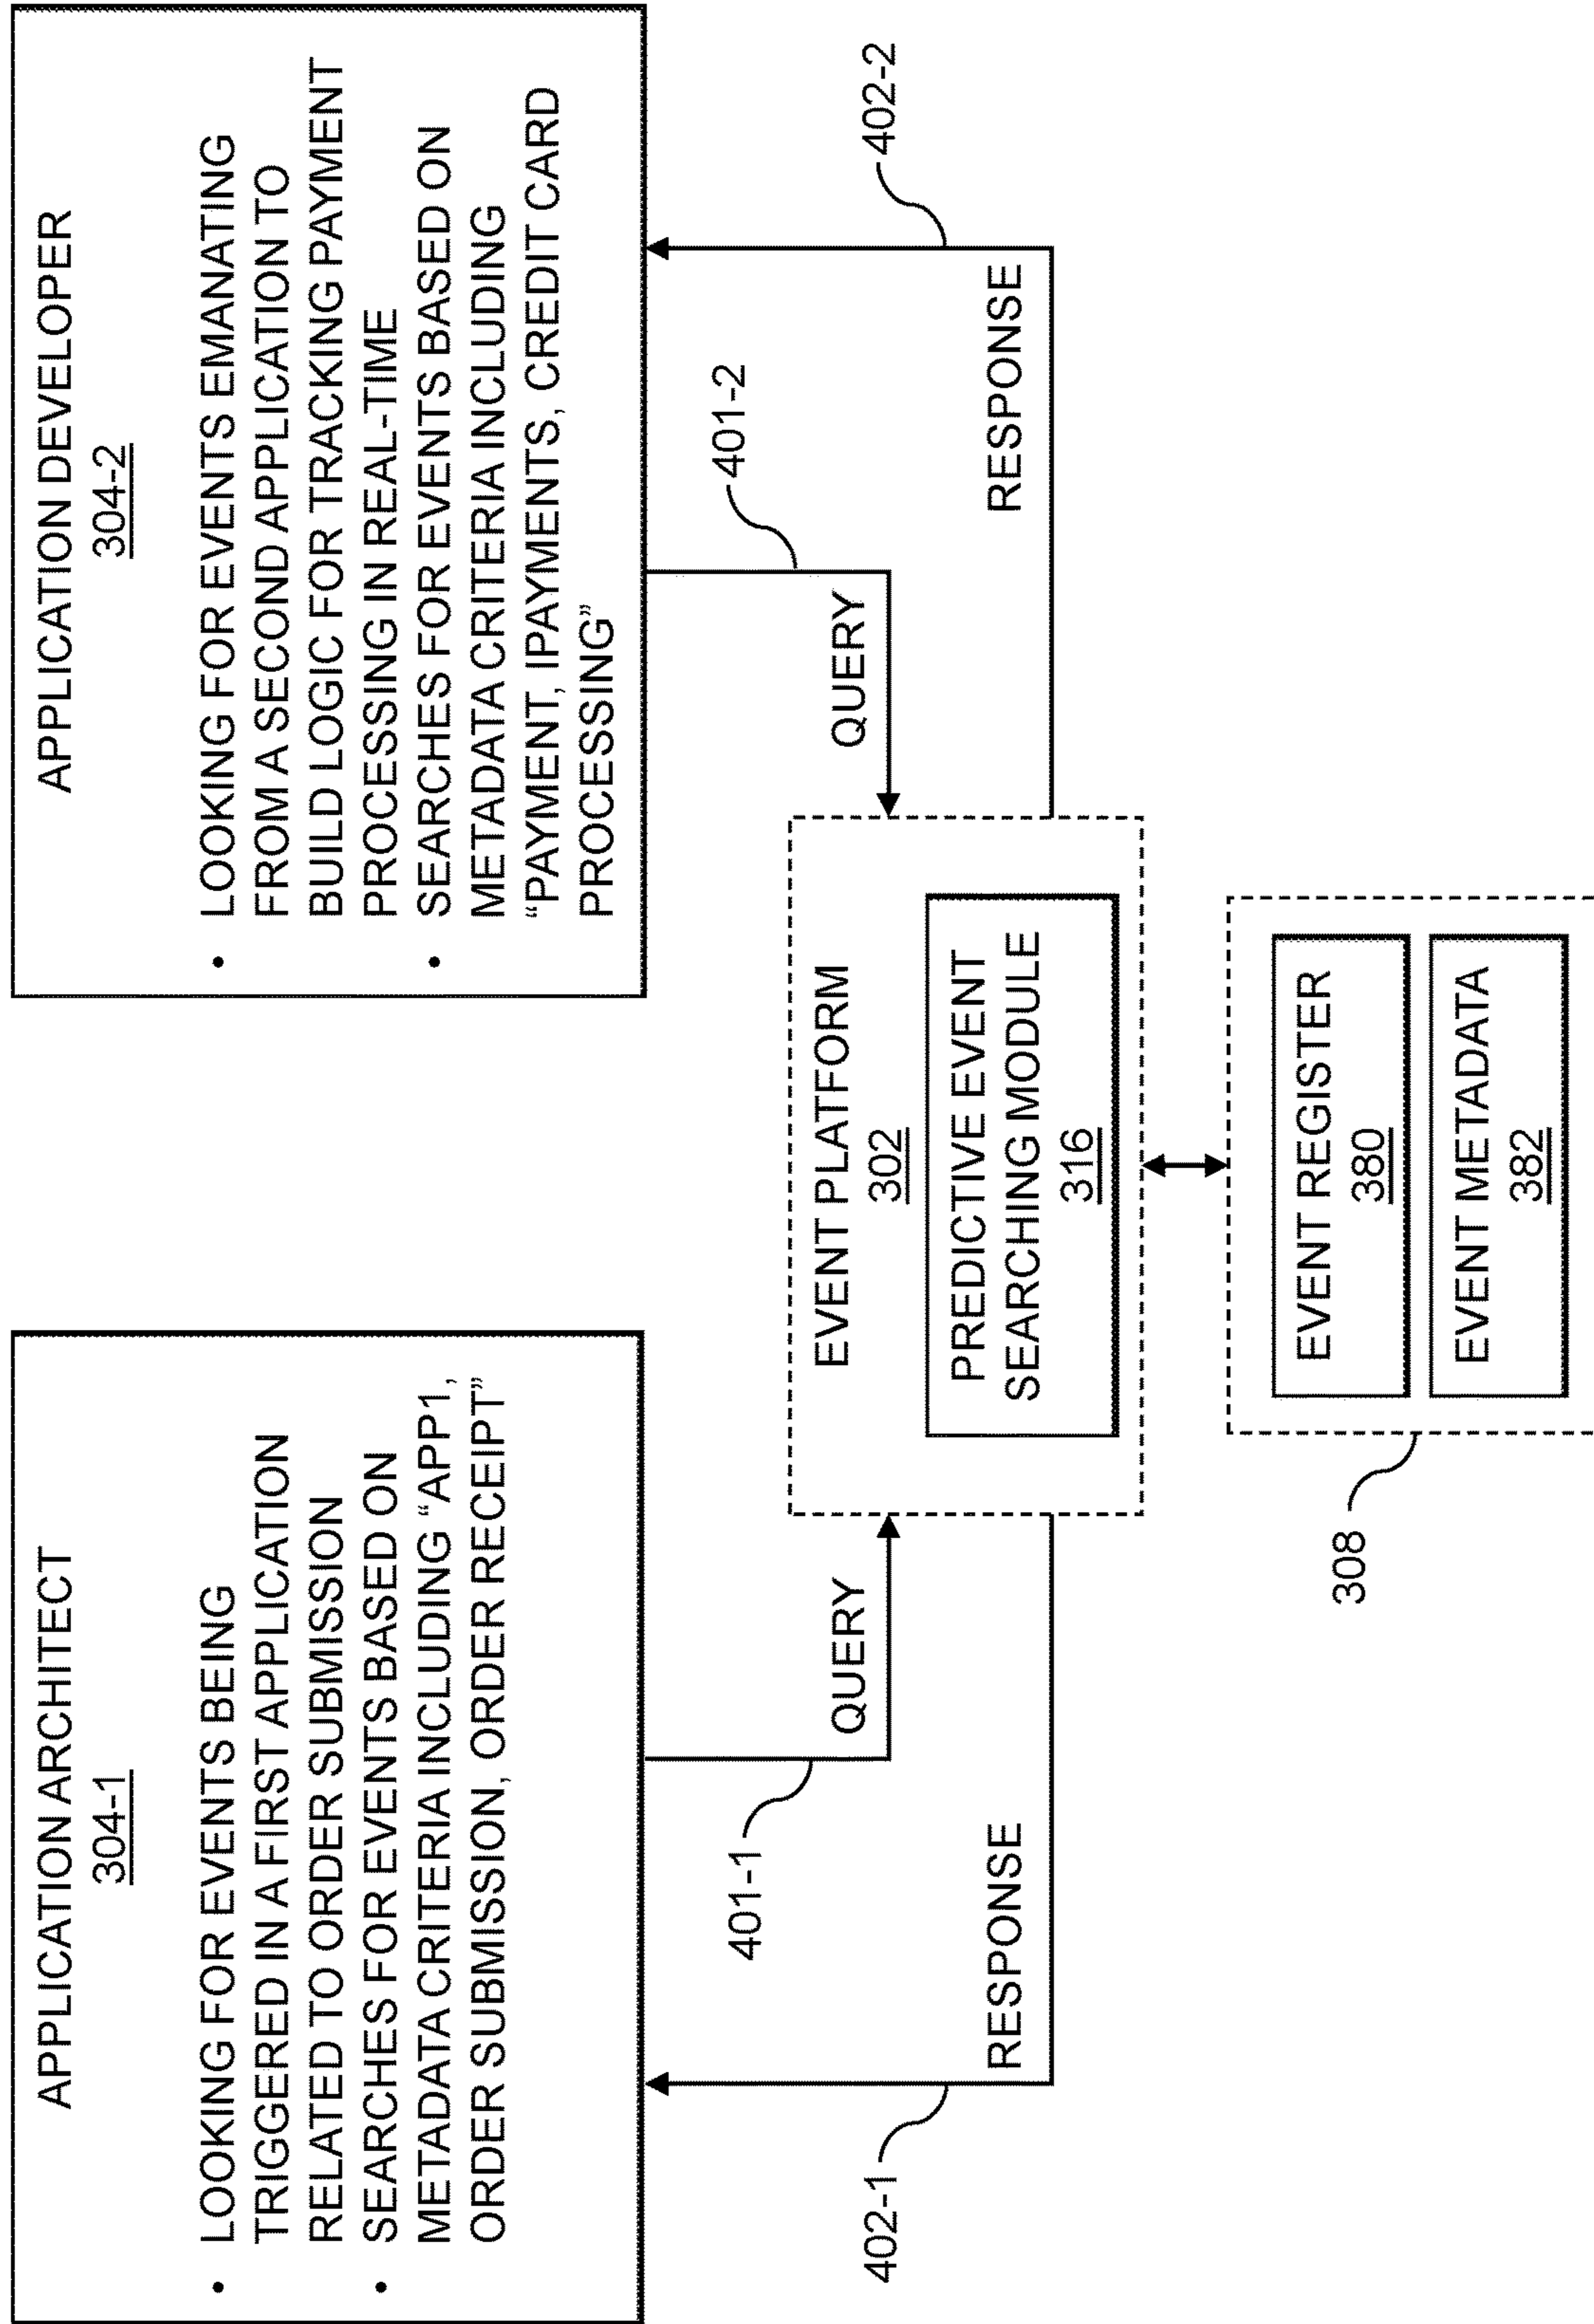 APPLICATION ARCHITECT
304-1
• LOOKING FOR EVENTS BEING
TRIGGERED IN A FIRST APPLICATION
RELATED TO ORDER SUBMISSION
• SEARCHES FOR EVENTS BASED ON
METADATA CRITERIA INCLUDING “APP1,
ORDER SUBMISSION, ORDER RECEIPT”
APPLICATION DEVELOPER
304-2
• LOOKING FOR EVENTS EMANATING
FROM A SECOND APPLICATION TO
BUILD LOGIC FOR TRACKING PAYMENT
PROCESSING IN REAL-TIME
• SEARCHES FOR EVENTS BASED ON
METADATA CRITERIA INCLUDING
“PAYMENT, IPAYMENTS, CREDIT CARD
PROCESSING”
402-1
401-1
RESPONSE
QUERY
EVENT PLATFORM
302
PREDICTIVE EVENT
SEARCHING MODULE
316
QUERY
401-2
RESPONSE
402-2
308
EVENT REGISTER
380
EVENT METADATA
382